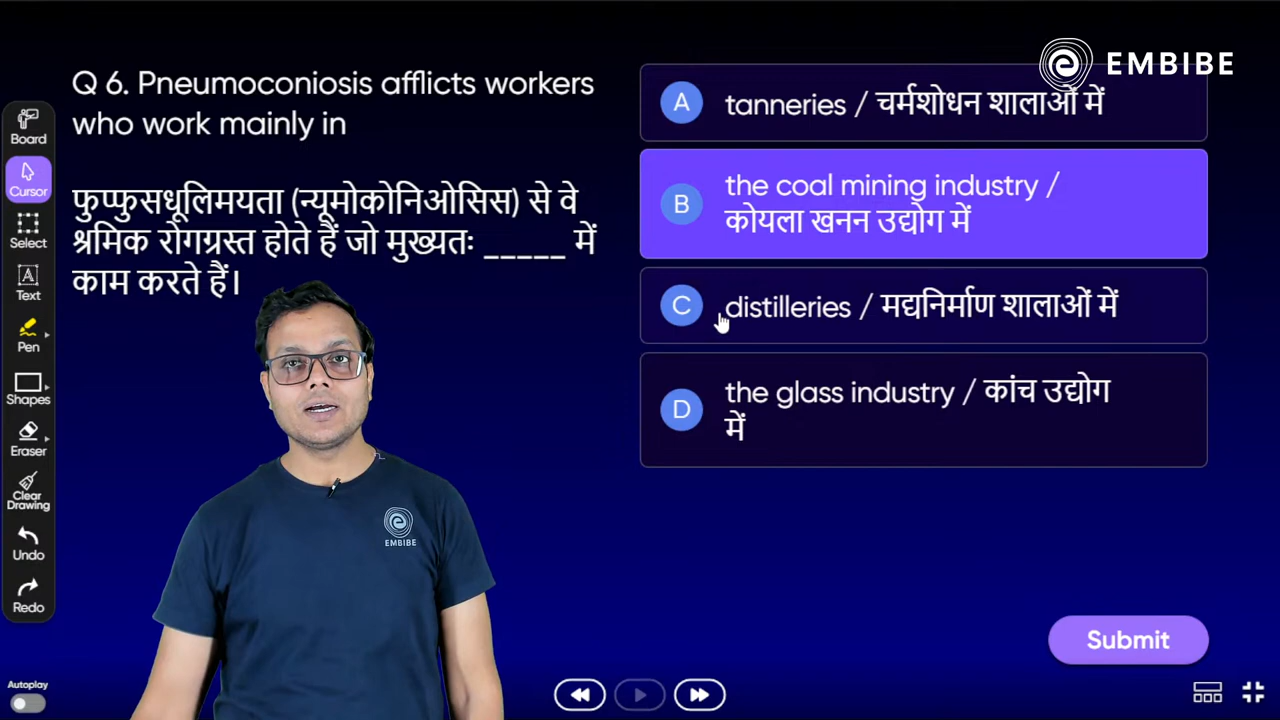 EMBIBE
Q 6. Pneumoconiosis afflicts workers
who work mainly in
फुप्फुसधूलिमयता (न्यूमोकोनिओसिस) से वे
श्रमिक रोगग्रस्त होते हैं जो मुख्यतः _____ में
काम करते हैं।
A tanneries / चर्मशोधन शालाओं में
B the coal mining industry /
कोयला खनन उद्योग में
C distilleries / मद्यनिर्माण शालाओं में
D the glass industry / कांच उद्योग
में
Board
Cursor
Select
A
Text
Pen
Shapes
Eraser
Clear
Drawing
Undo
Redo
EMBIBE
Submit
Autoplay